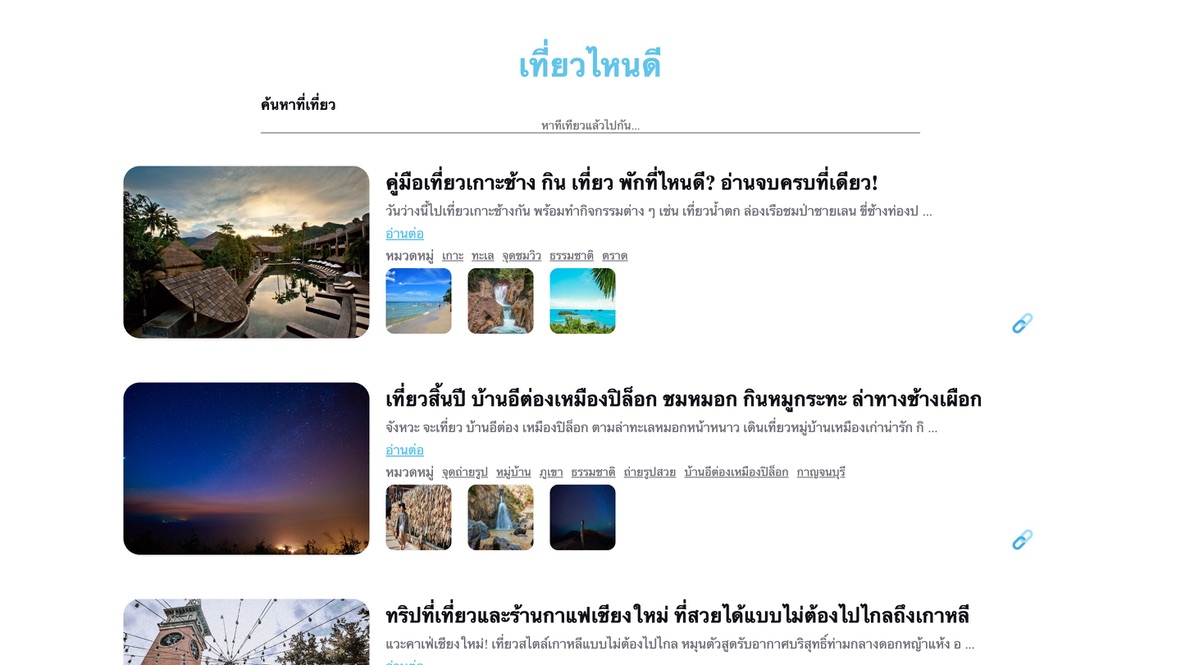 เที่ยวไหนดี
ค้นหาที่เที่ยว
หาที่เที่ยวแล้วไปกัน...
คู่มือเที่ยวเกาะช้าง กิน เที่ยว พักที่ไหนดี? อ่านจบครบที่เดียว!
วันว่างนี้ไปเที่ยวเกาะช้างกัน พร้อมทำกิจกรรมต่าง ๆ เช่น เที่ยวน้ำตก ล่องเรือชมป่าชายเลน ขี่ช้างท่องป ...
อ่านต่อ
หมวดหมู่ เกาะ ทะเล จุดชมวิว ธรรมชาติ ตราด
เที่ยวสิ้นปี บ้านอีต่องเหมืองปิล็อก ชมหมอก กินหมูกระทะ ล่าทางช้างเผือก
จังหวะ จะเที่ยว บ้านอีต่อง เหมืองปิล็อก ตามล่าทะเลหมอกหน้าหนาว เดินเที่ยวหมู่บ้านเหมืองเก่าน่ารัก กิ ...
อ่านต่อ
หมวดหมู่ จุดถ่ายรูป หมู่บ้าน ภูเขา ธรรมชาติ ถ่ายรูปสวย บ้านอีต่องเหมืองปิล็อก กาญจนบุรี
ทริปที่เที่ยวและร้านกาแฟเชียงใหม่ ที่สวยได้แบบไม่ต้องไปไกลถึงเกาหลี
แวะคาเฟ่เชียงใหม่! เที่ยวสไตล์เกาหลีแบบไม่ต้องไปไกล หมุนตัวสูดรับอากาศบริสุทธิ์ท่ามกลางดอกหญ้าแห้ง อ ...
อ่านต่อ